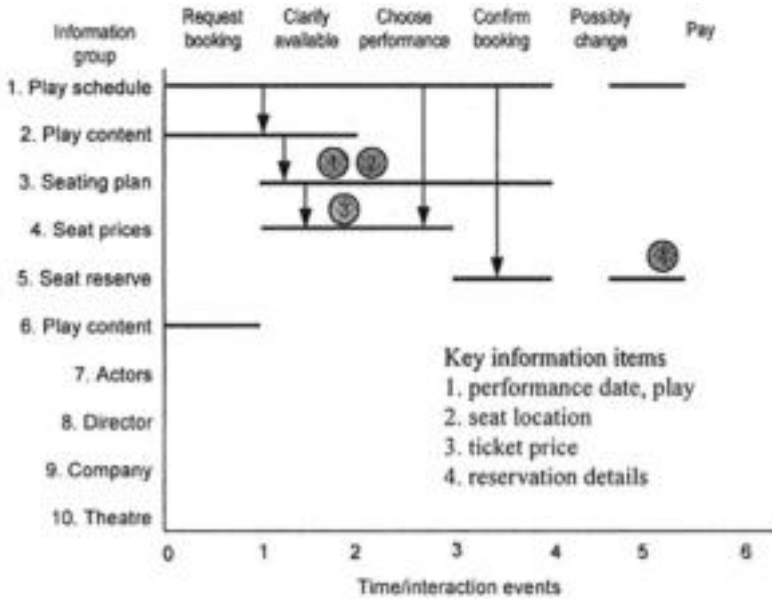 Information group
Request booking
Clarify available
Choose performance
Confirm booking
Possibly change
Pay
1. Play schedule
2. Play content
1 2
3. Seating plan
3
4. Seat prices
5. Seat reserve
6. Play content
Key information items
7. Actors
1. performance date, play
8. Director
2. seat location
3. ticket price
9. Company
4. reservation details
10. Theatre
0 1 2 3 4 5 6
Time/interaction events